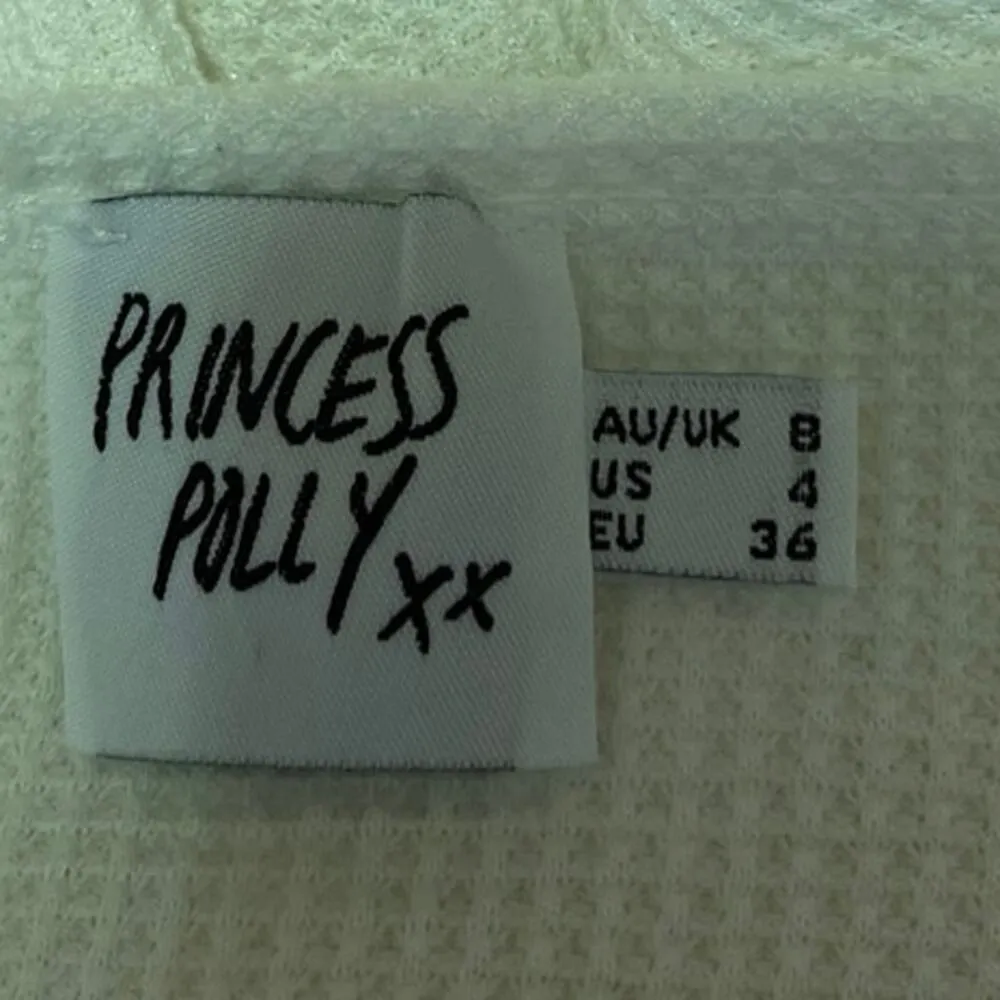 PRINCESS
POLLY xx
AU/UK 8
US 4
EU 36